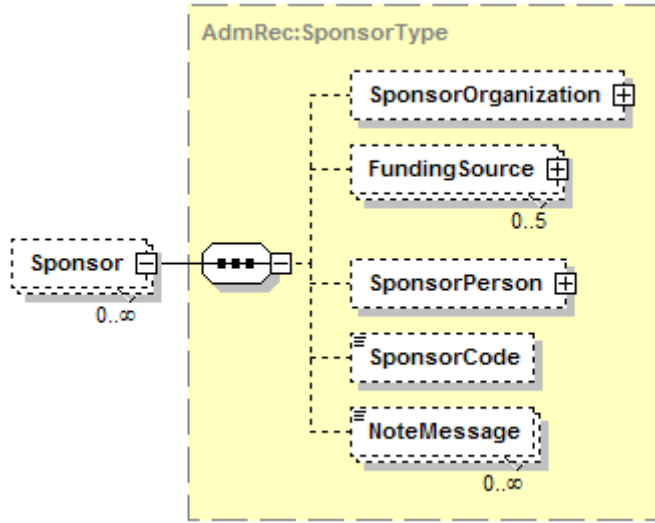 AdmRec:SponsorType
SponsorOrganization
FundingSource
0..5
Sponsor
0..∞
SponsorPerson
SponsorCode
NoteMessage
0..∞